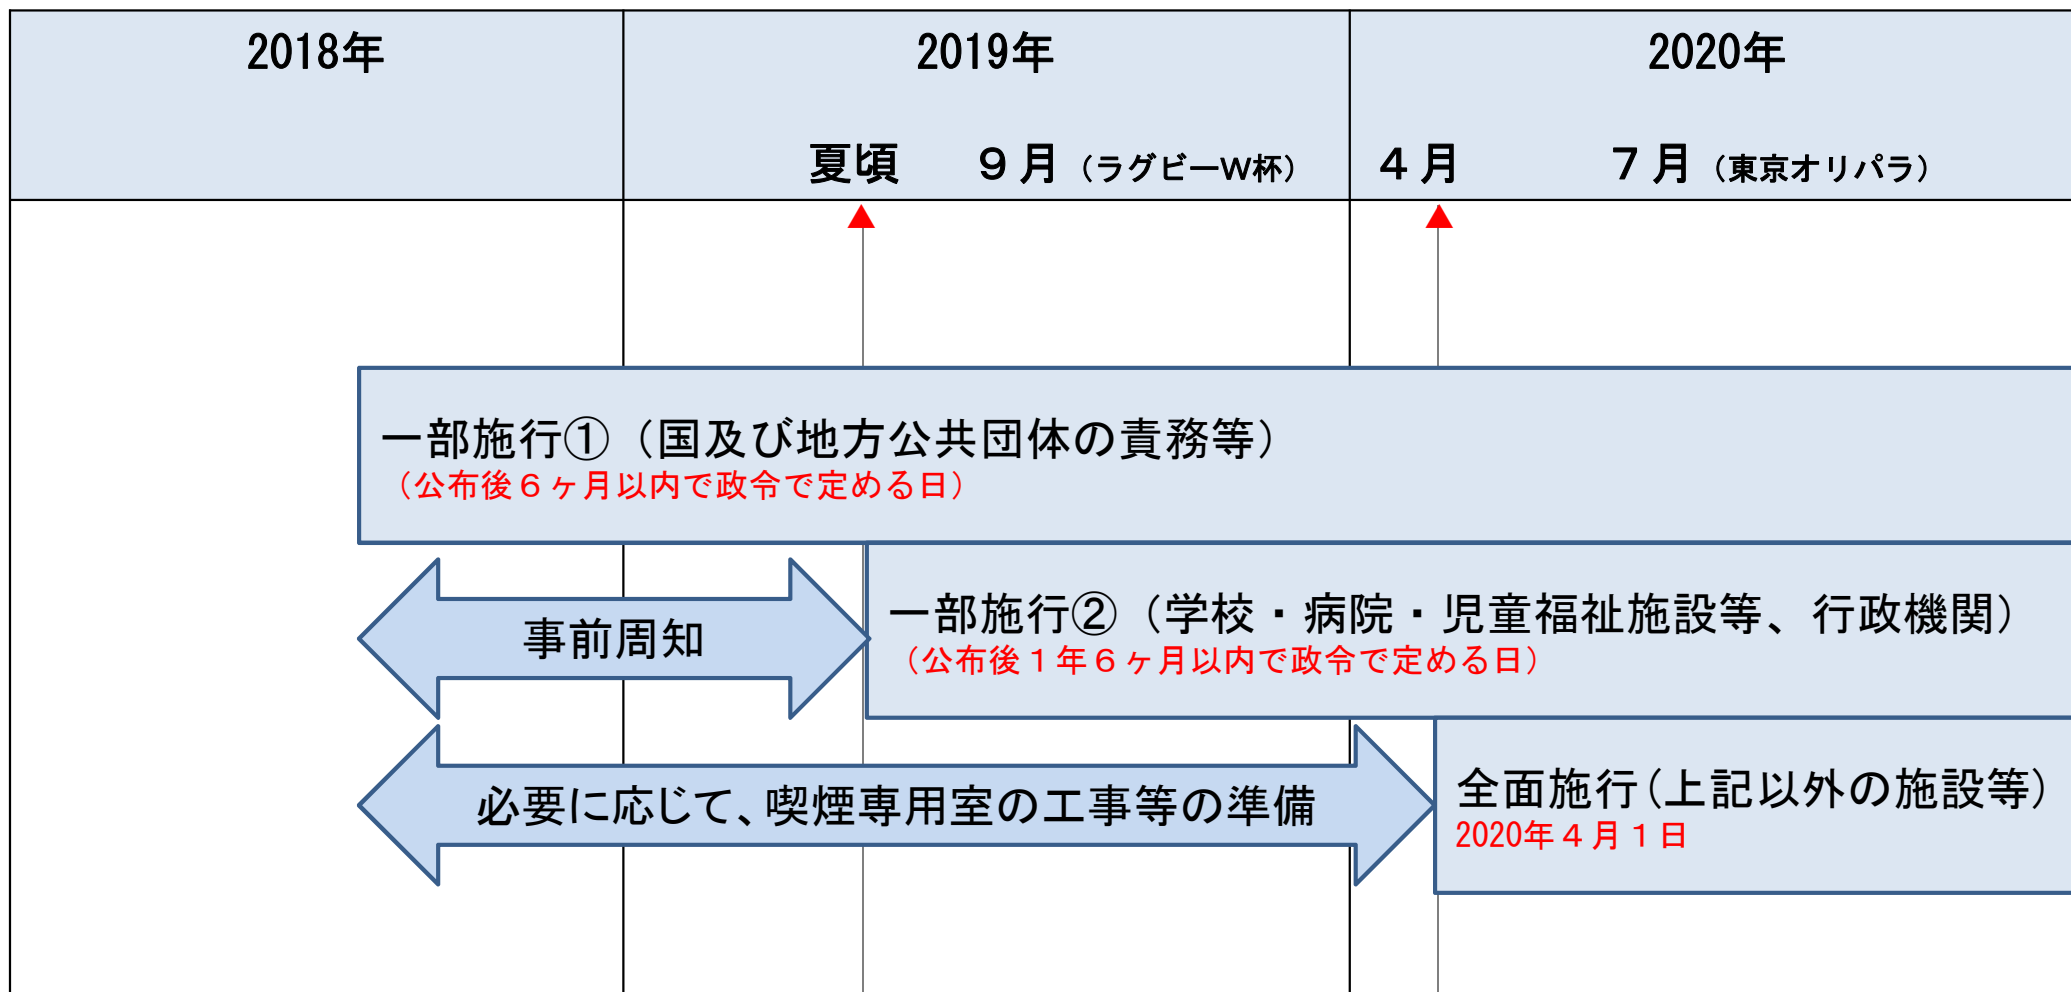 2018年
2019年
2020年
夏頃 ９月（ラグビーW杯）
４月 ７月（東京オリパラ）
一部施行①（国及び地方公共団体の責務等）
（公布後６ヶ月以内で政令で定める日）
事前周知
一部施行②（学校・病院・児童福祉施設等、行政機関）
（公布後１年６ヶ月以内で政令で定める日）
必要に応じて、喫煙専用室の工事等の準備
全面施行(上記以外の施設等)
2020年４月１日